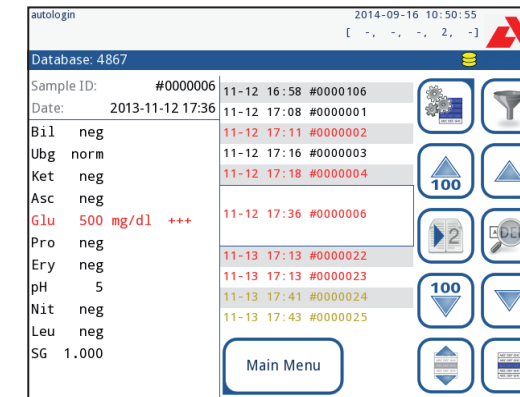 autologin 2014-09-16 10:50:55
[ -, -, -, 2, -]
Database: 4867
Sample ID: #0000006
Date: 2013-11-12 17:36
Bil neg
Ubg norm
Ket neg
Asc neg
Glu 500 mg/dl +++
Pro neg
Ery neg
pH 5
Nit neg
Leu neg
SG 1.000
11-12 16:58 #0000106
11-12 17:08 #0000001
11-12 17:11 #0000002
11-12 17:16 #0000003
11-12 17:18 #0000004
11-12 17:36 #0000006
11-13 17:13 #0000022
11-13 17:13 #0000023
11-13 17:41 #0000024
11-13 17:43 #0000025
Main Menu
100
2
100